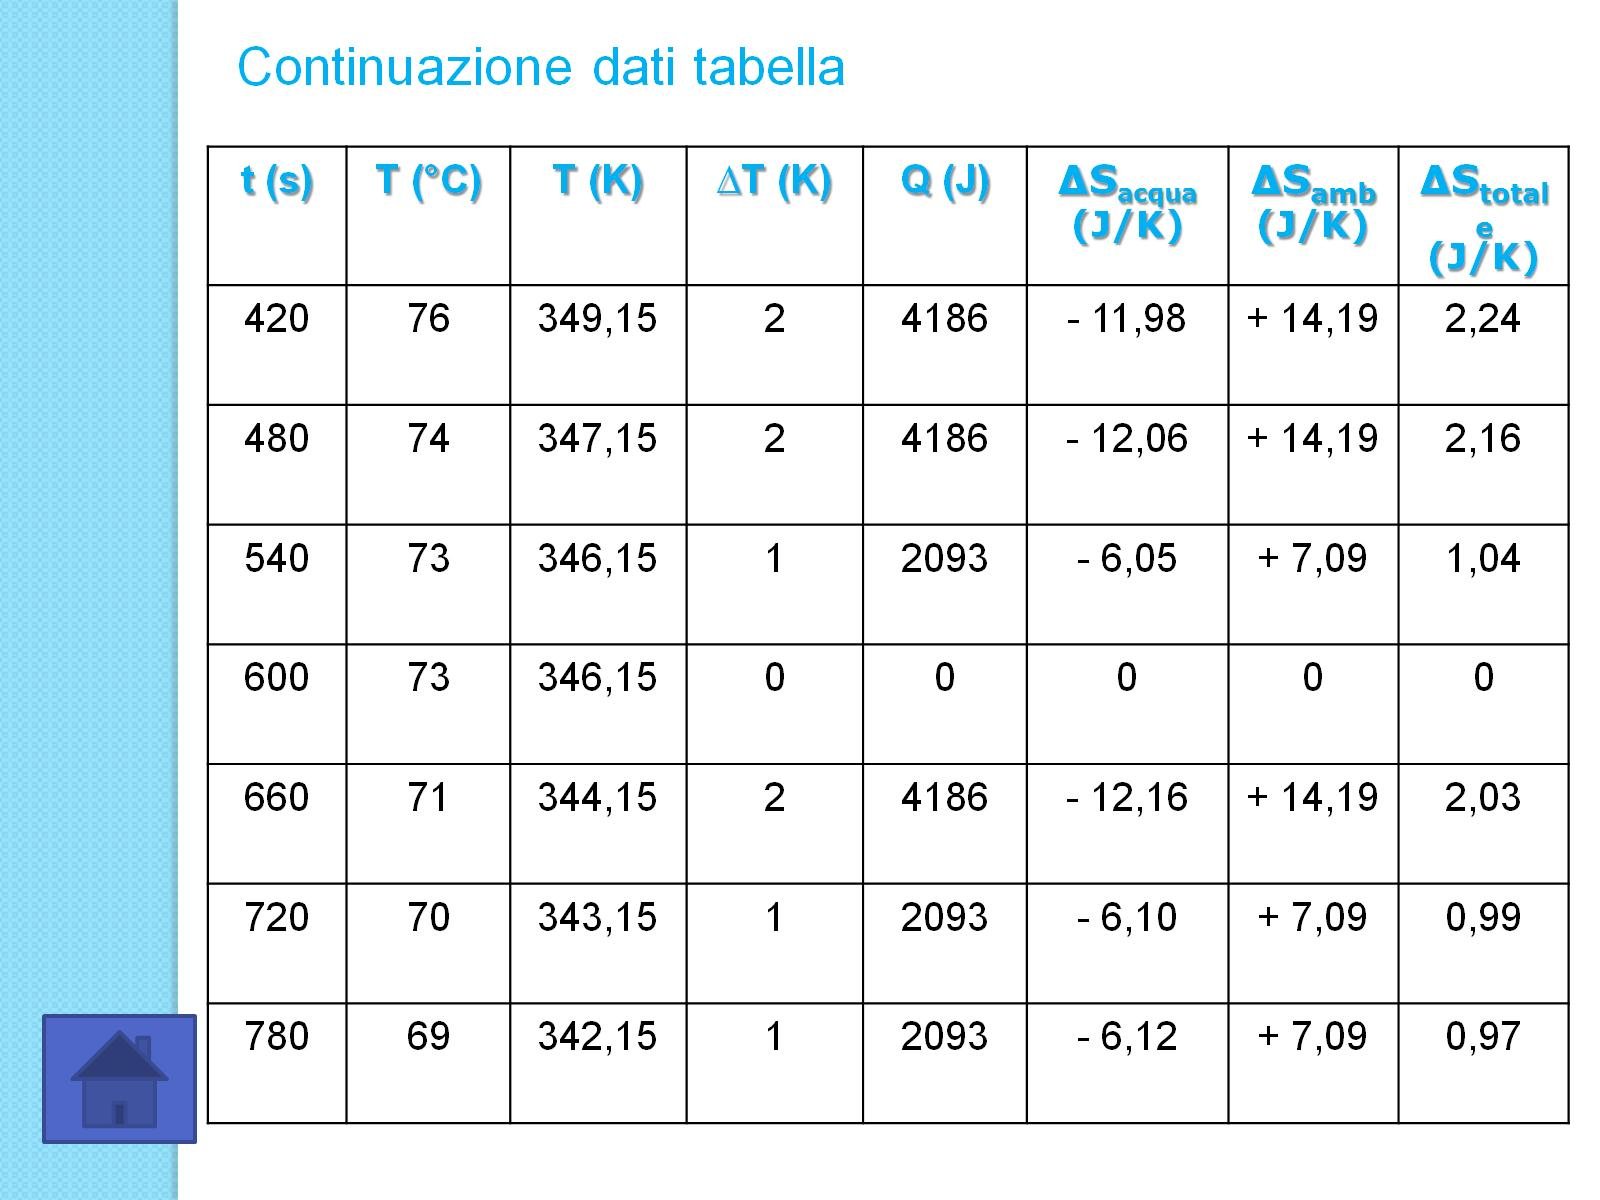 Continuazione dati tabella
t (s) T (°C) T (K) ∆T (K) Q (J) ΔSacqua (J/K) ΔSamb (J/K) ΔStotale (J/K)
420 76 349,15 2 4186 - 11,98 + 14,19 2,24
480 74 347,15 2 4186 - 12,06 + 14,19 2,16
540 73 346,15 1 2093 - 6,05 + 7,09 1,04
600 73 346,15 0 0 0 0 0
660 71 344,15 2 4186 - 12,16 + 14,19 2,03
720 70 343,15 1 2093 - 6,10 + 7,09 0,99
780 69 342,15 1 2093 - 6,12 + 7,09 0,97